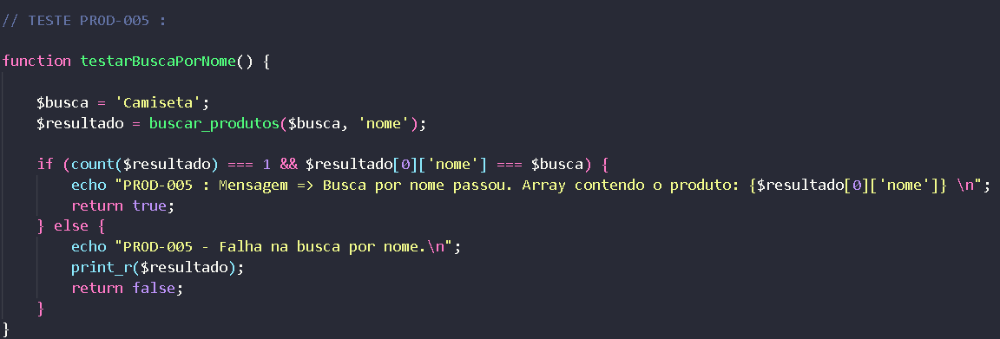 // TESTE PROD-005 :
function testarBuscaPorNome() {
$busca = 'Camiseta';
$resultado = buscar_produtos($busca, 'nome');
if (count($resultado) === 1 && $resultado[0]['nome'] === $busca) {
echo "PROD-005 : Mensagem => Busca por nome passou. Array contendo o produto: {$resultado[0]['nome']} \n";
return true;
} else {
echo "PROD-005 - Falha na busca por nome.\n";
print_r($resultado);
return false;
}
}